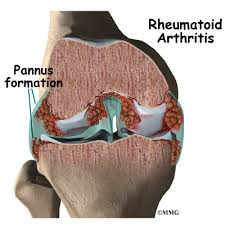 Rheumatoid
Arthritis
Pannus
formation
©MMG